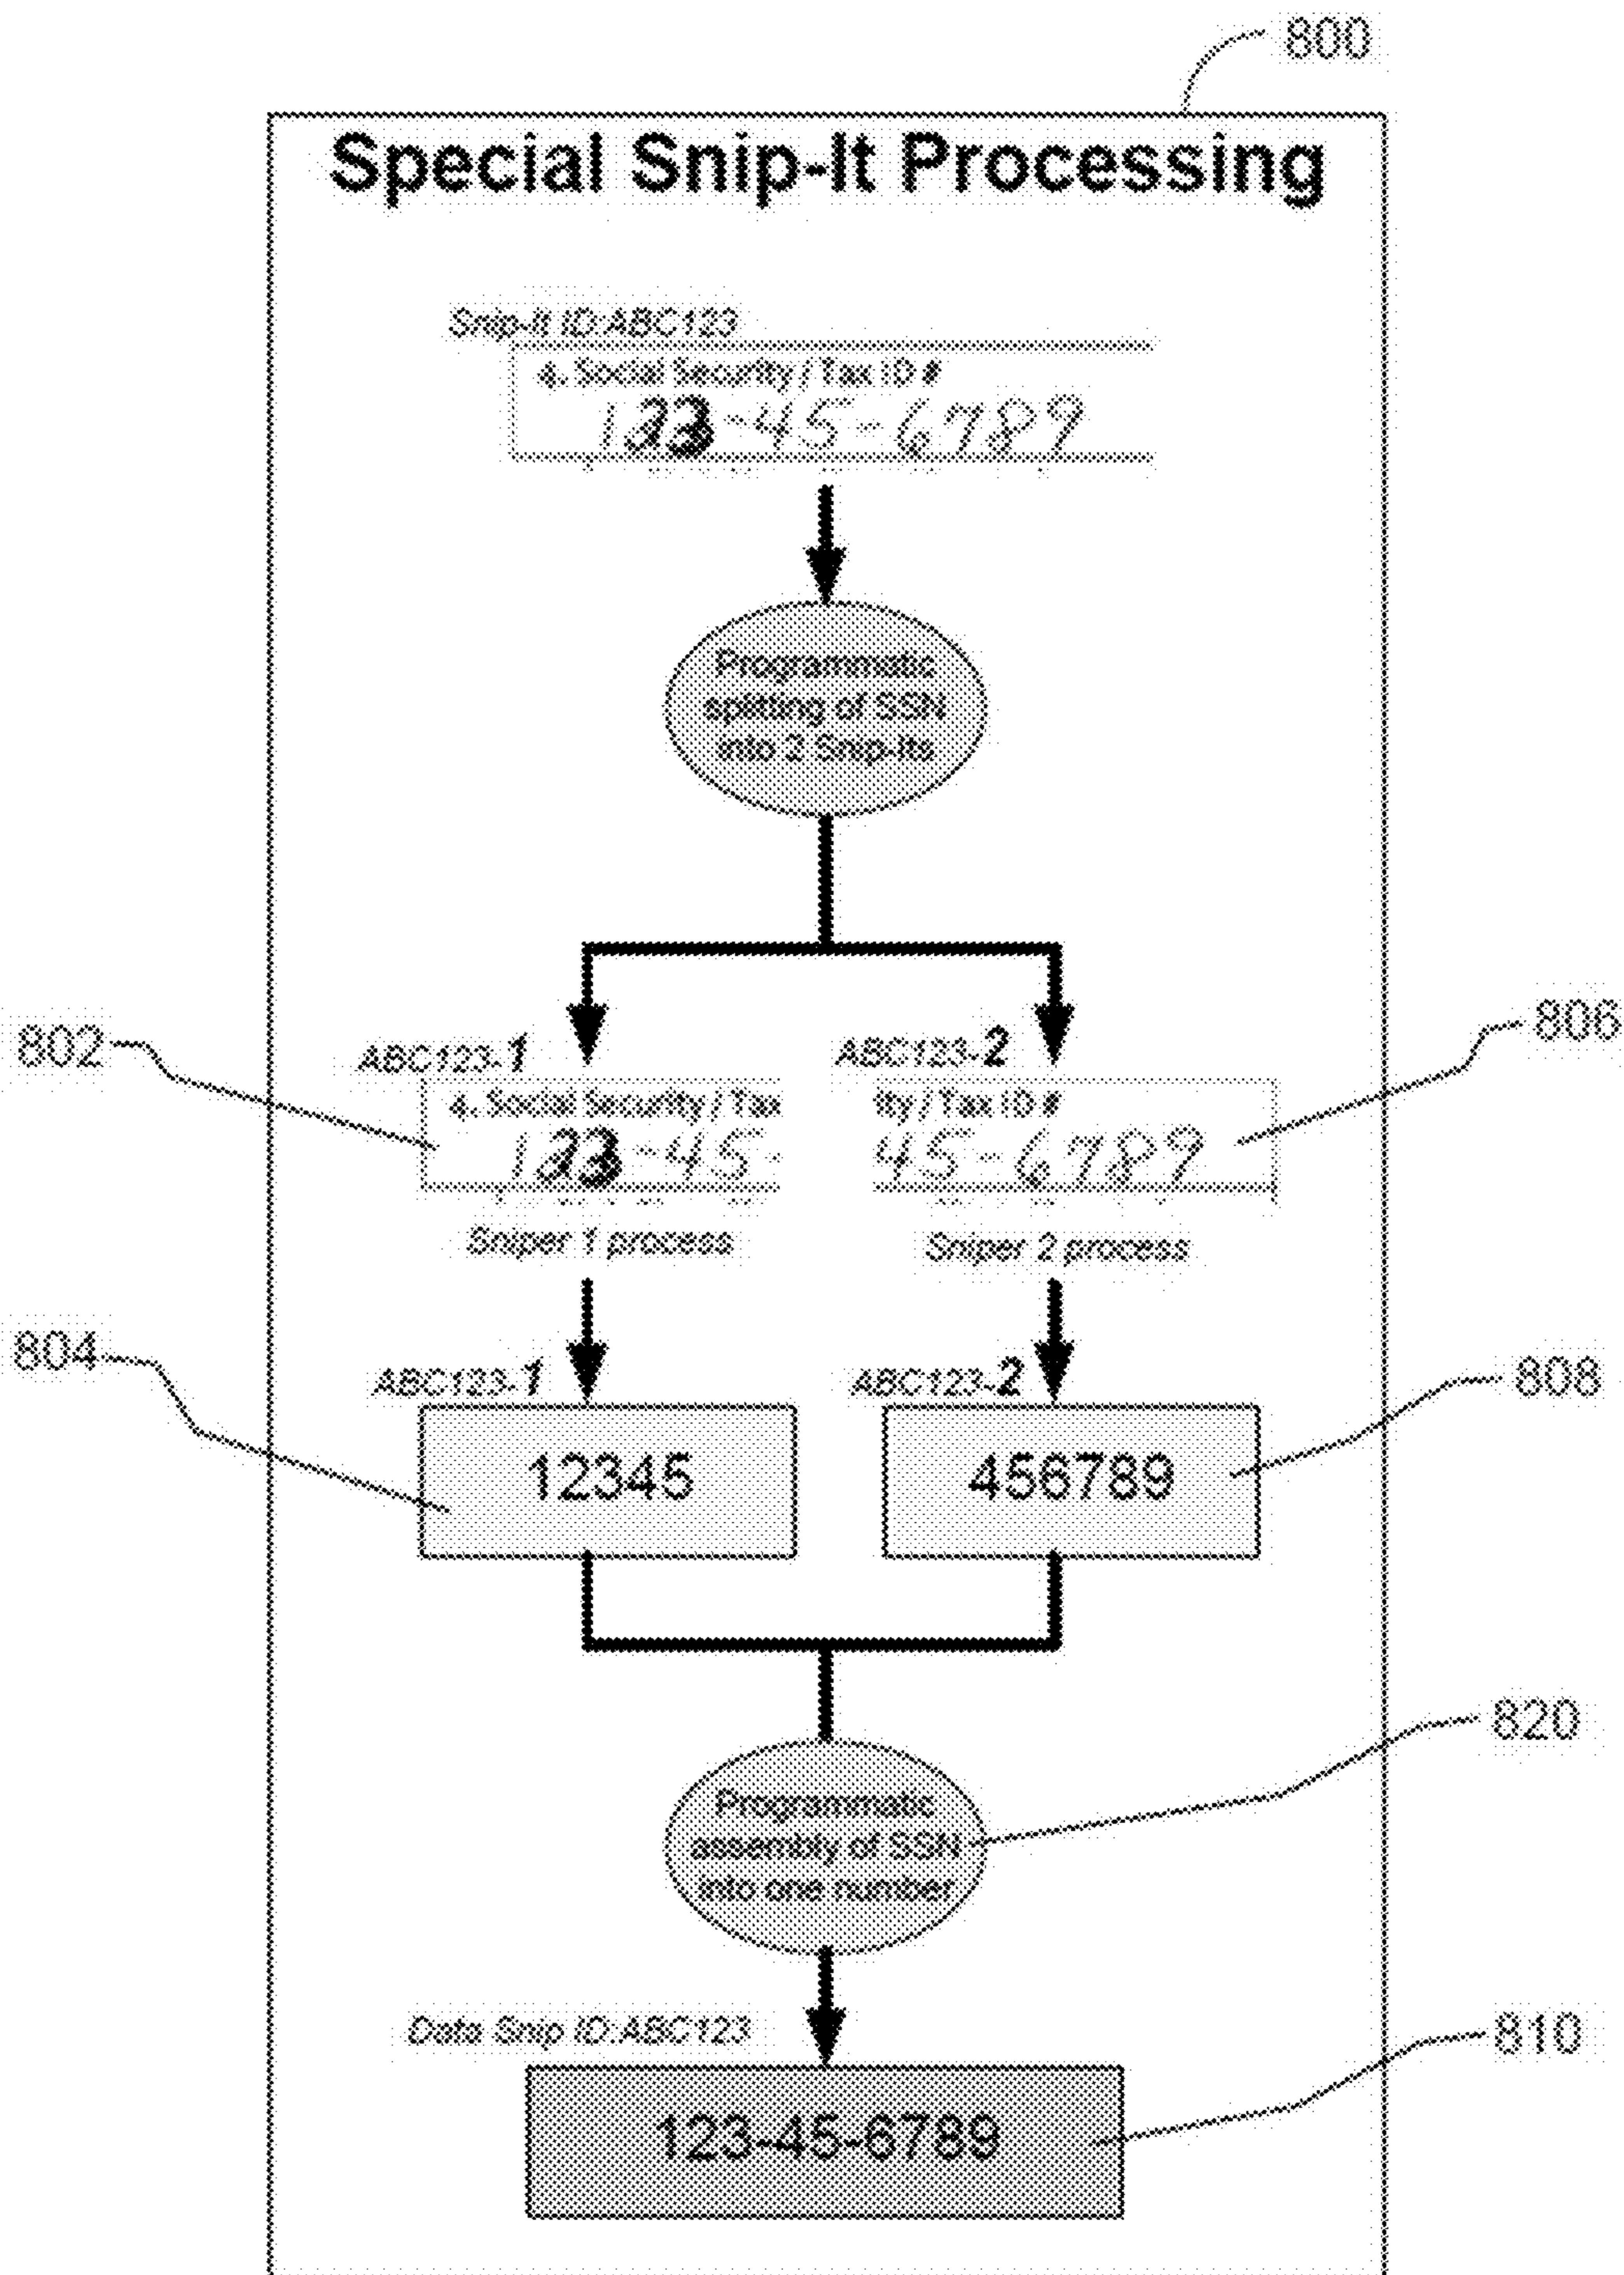 800
Special Snip-It Processing
Snip-It ID:ABC123
4. Social Security / Tax ID #
123-45-6789
Programmatic
splitting of SSN
into 2 Snip-Its
802
806
ABC123-1
ABC123-2
4. Social Security / Tax
ity / Tax ID #
123-45-
45-6789
Sniper 1 process
Sniper 2 process
804
808
ABC123-1
ABC123-2
12345
456789
820
Programmatic
assembly of SSN
into one number
Data Snip ID:ABC123
810
123-45-6789